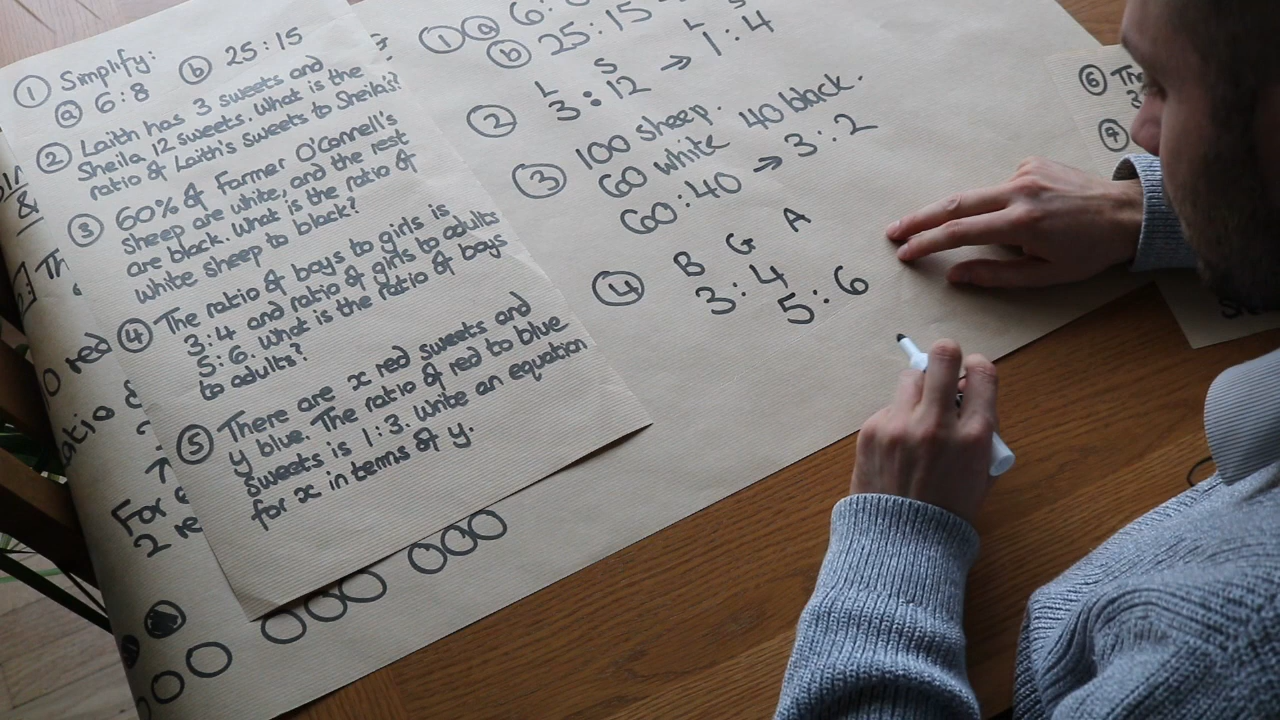 ① Simplify:
ⓐ 6:8 ⓑ 25:15
② Laith has 3 sweets and
Sheila 12 sweets. What is the
ratio of Laith's sweets to Sheila's?
③ 60% of Farmer O'Connell's
sheep are white, and the rest
are black. What is the ratio of
white sheep to black?
④ The ratio of boys to girls is
3:4 and ratio of girls to adults
5:6. What is the ratio of boys
to adults?
⑤ There are x red sweets and
y blue. The ratio of red to blue
sweets is 1:3. Write an equation
for x in terms of y.
① ⓐ 6:
ⓑ 25:15
L S L S
② 3:12 → 1:4
③ 100 sheep.
60 white 40 black.
60:40 → 3:2
B G A
④ 3:4
5:6
&
red
For
2 re
⑥
⑦